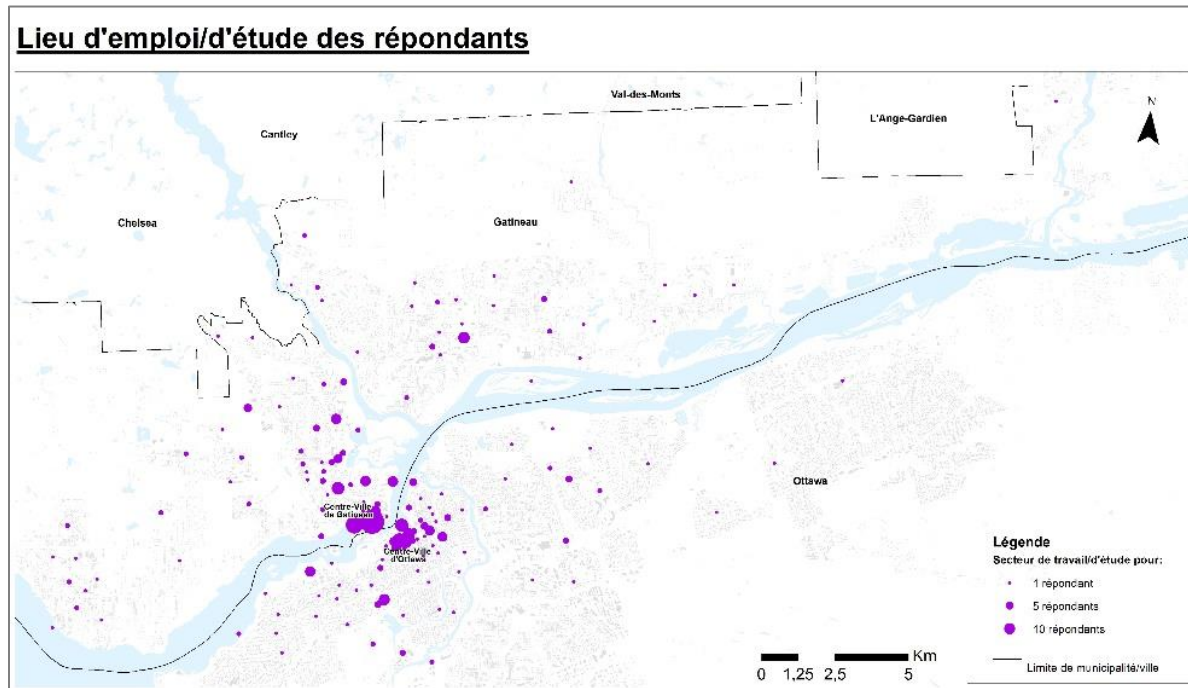 Lieu d'emploi/d'étude des répondants
Val-des-Monts
L'Ange-Gardien
N
Cantley
Chelsea
Gatineau
Ottawa
Centre-Ville
de Gatineau
Centre-Ville
d'Ottawa
Légende
Secteur de travail/d'étude pour:
1 répondant
5 répondants
10 répondants
Limite de municipalité/ville
Km
0 1,25 2,5 5